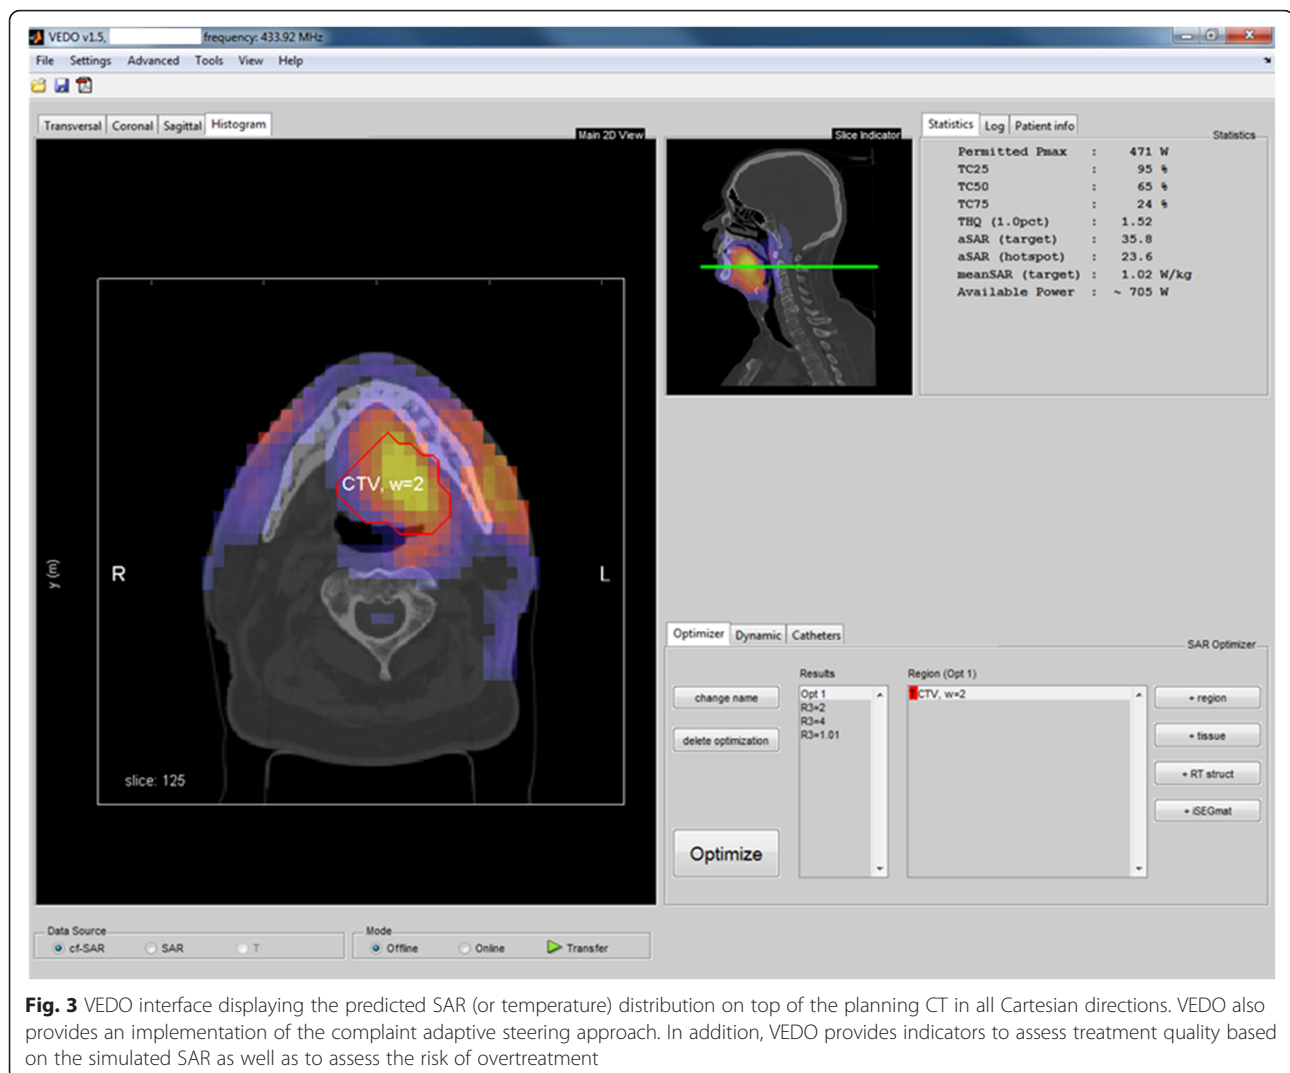 VEDO v1.5, frequency: 433.92 MHz
File Settings Advanced Tools View Help
Transversal Coronal Sagittal Histogram
Main 2D View
CTV, w=2
y (m)
R
L
slice: 125
Slice Indicator
Statistics Log Patient info
Statistics
Permitted Pmax : 471 W
TC25 : 95 %
TC50 : 65 %
TC75 : 24 %
THQ (1.0pct) : 1.52
aSAR (target) : 35.8
aSAR (hotspot) : 23.6
meanSAR (target) : 1.02 W/kg
Available Power : ~ 705 W
Optimizer Dynamic Catheters
SAR Optimizer
change name
delete optimization
Optimize
Results
Opt 1
R3=2
R3=4
R3=1.01
Region (Opt 1)
T CTV, w=2
+ region
+ tissue
+ RT struct
+ iSEGmat
Data Source
cf-SAR SAR T
Mode
Offline Online Transfer
Fig. 3 VEDO interface displaying the predicted SAR (or temperature) distribution on top of the planning CT in all Cartesian directions. VEDO also
provides an implementation of the complaint adaptive steering approach. In addition, VEDO provides indicators to assess treatment quality based
on the simulated SAR as well as to assess the risk of overtreatment